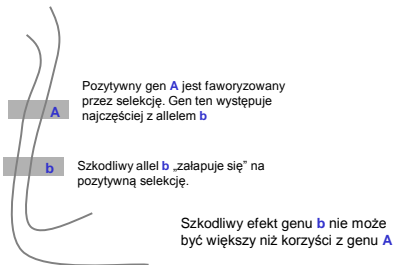 Pozytywny gen A jest faworyzowany
przez selekcję. Gen ten występuje
najczęściej z allelem b
A
b
Szkodliwy allel b „załapuje się” na
pozytywną selekcję.
Szkodliwy efekt genu b nie może
być większy niż korzyści z genu A